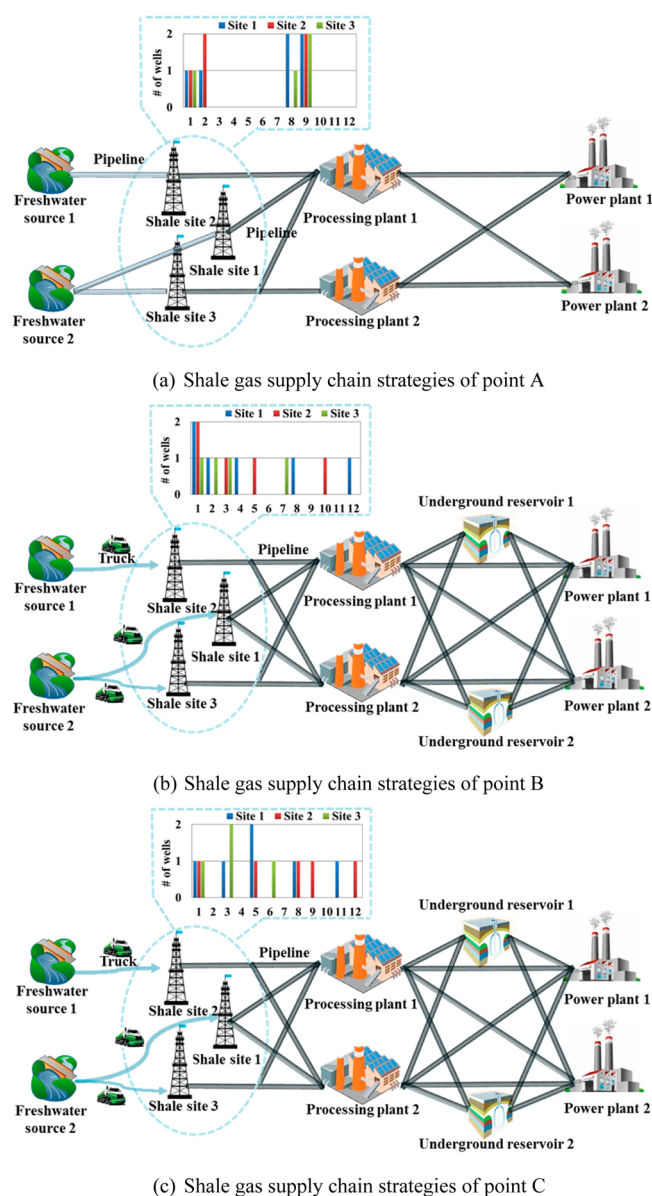 Site 1 Site 2 Site 3
# of wells
2
1
0
1 2 3 4 5 6 7 8 9 10 11 12
Pipeline
Freshwater
source 1
Shale site 2
Processing plant 1
Power plant 1
Pipeline
Shale site 1
Freshwater
source 2
Shale site 3
Processing plant 2
Power plant 2
(a) Shale gas supply chain strategies of point A
Site 1 Site 2 Site 3
# of wells
2
1
0
1 2 3 4 5 6 7 8 9 10 11 12
Underground reservoir 1
Truck
Pipeline
Freshwater
source 1
Shale site 2
Processing plant 1
Power plant 1
Shale site 1
Freshwater
source 2
Shale site 3
Processing plant 2
Power plant 2
Underground reservoir 2
(b) Shale gas supply chain strategies of point B
Site 1 Site 2 Site 3
# of wells
2
1
0
1 2 3 4 5 6 7 8 9 10 11 12
Underground reservoir 1
Truck
Pipeline
Freshwater
source 1
Shale site 2
Processing plant 1
Power plant 1
Shale site 1
Freshwater
source 2
Shale site 3
Processing plant 2
Power plant 2
Underground reservoir 2
(c) Shale gas supply chain strategies of point C